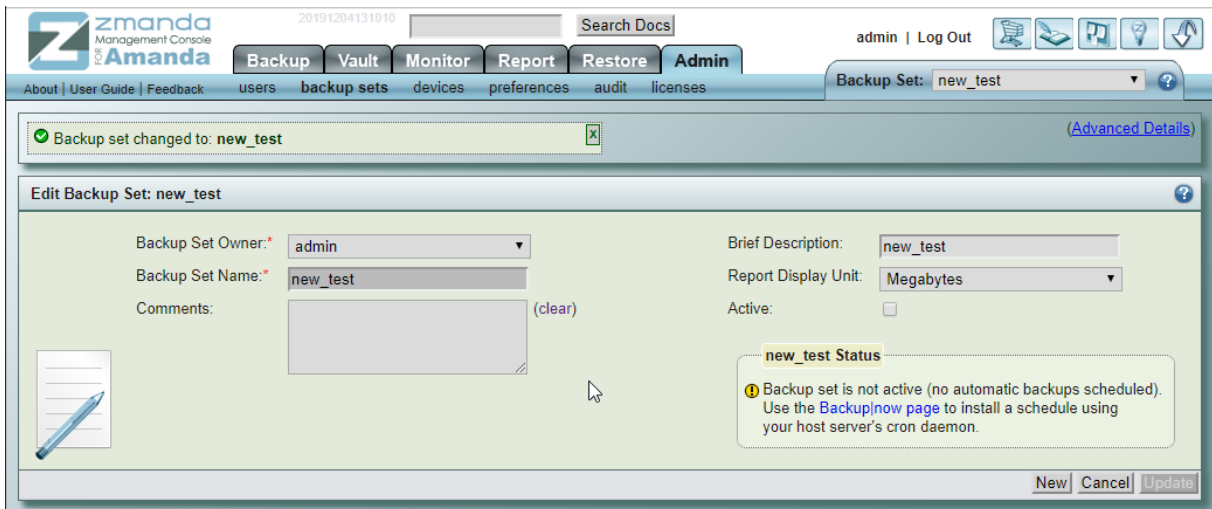 zmanda
Management Console
FOR Amanda
20191204131010
Search Docs
admin | Log Out
Backup Vault Monitor Report Restore Admin
Backup Set: new_test
About | User Guide | Feedback users backup sets devices preferences audit licenses
Backup set changed to: new_test x
(Advanced Details)
Edit Backup Set: new_test
Backup Set Owner:* admin
Brief Description: new_test
Backup Set Name:* new_test
Report Display Unit: Megabytes
Comments: (clear)
Active:
new_test Status
Backup set is not active (no automatic backups scheduled).
Use the Backup|now page to install a schedule using
your host server's cron daemon.
New Cancel Update